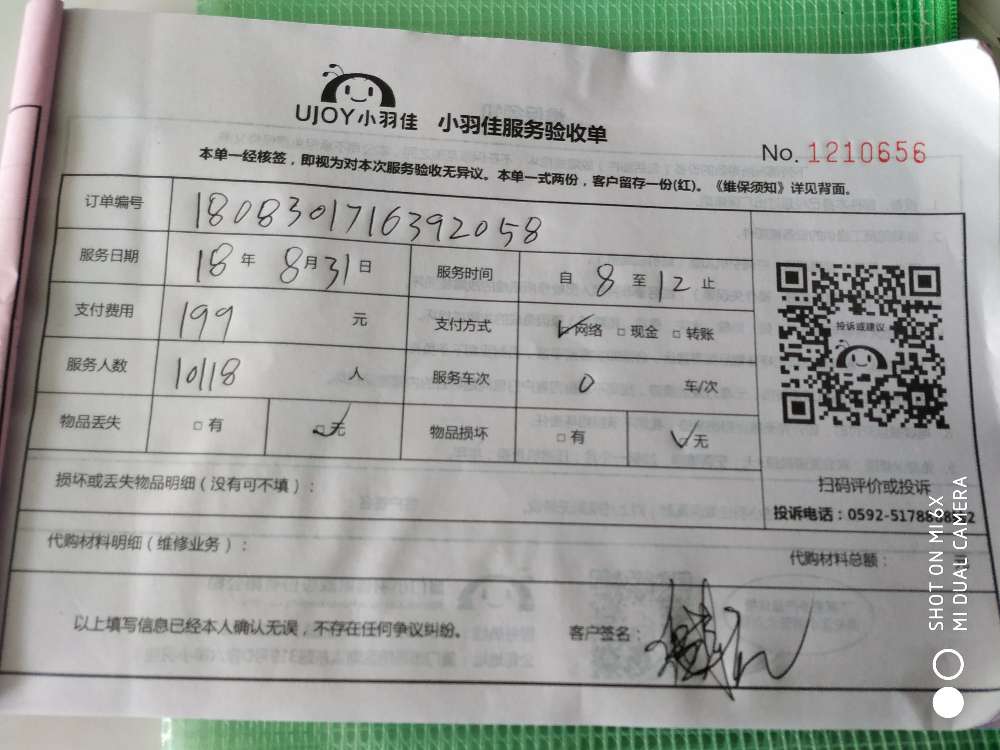 UJOY小羽佳 小羽佳服务验收单
No. 1210656
本单一经核签，即视为对本次服务验收无异议。本单一式两份，客户留存一份(红)。《维保须知》详见背面。
订单编号 1808301716392058
服务日期 18 年 8 月 31 日 服务时间 自 8 至 12 止
支付费用 199 元 支付方式 网络 □ 现金 □ 转账
服务人数 10118 人 服务车次 0 车/次
物品丢失 □ 有 □ 无 物品损坏 □ 有 无
投诉或建议
损坏或丢失物品明细（没有可不填）：
扫码评价或投诉
投诉电话：0592-5178868
代购材料明细（维修业务）：
代购材料总额：
以上填写信息已经本人确认无误，不存在任何争议纠纷。
客户签名：
SHOT ON MI 6X
MI DUAL CAMERA